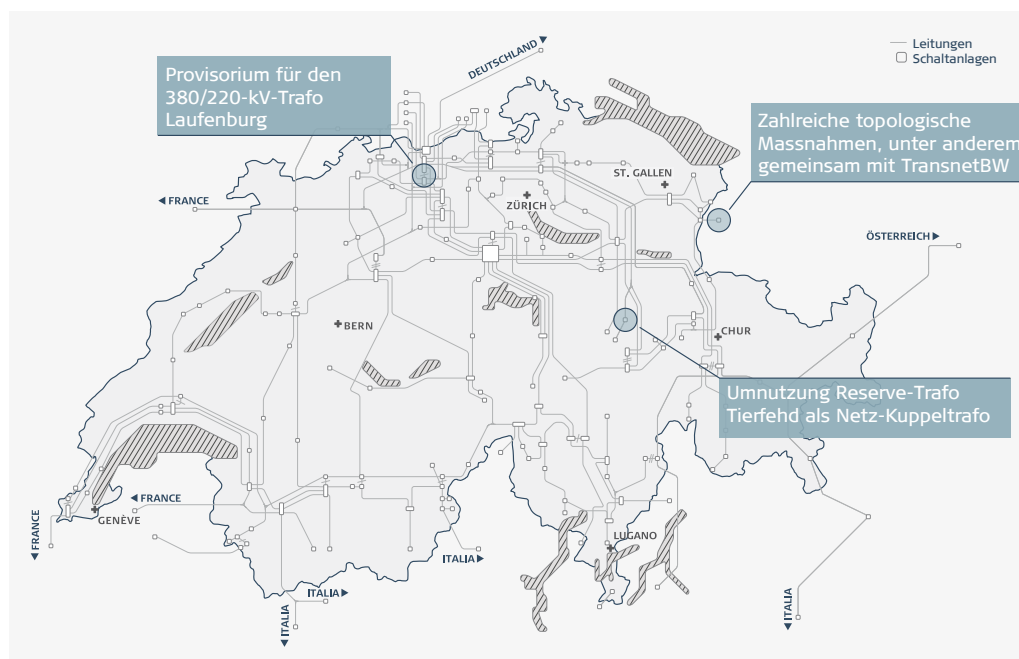 DEUTSCHLAND
Leitungen
Schaltanlagen
Provisorium für den
380/220-kV-Trafo
Laufenburg
Zahlreiche topologische
Massnahmen, unter anderem
gemeinsam mit TransnetBW
ST. GALLEN
ZÜRICH
FRANCE
ÖSTERREICH
BERN
CHUR
Umnutzung Reserve-Trafo
Tierfehd als Netz-Kuppeltrafo
FRANCE
GENÈVE
FRANCE
LUGANO
ITALIA
ITALIA
ITALIA
ITALIA